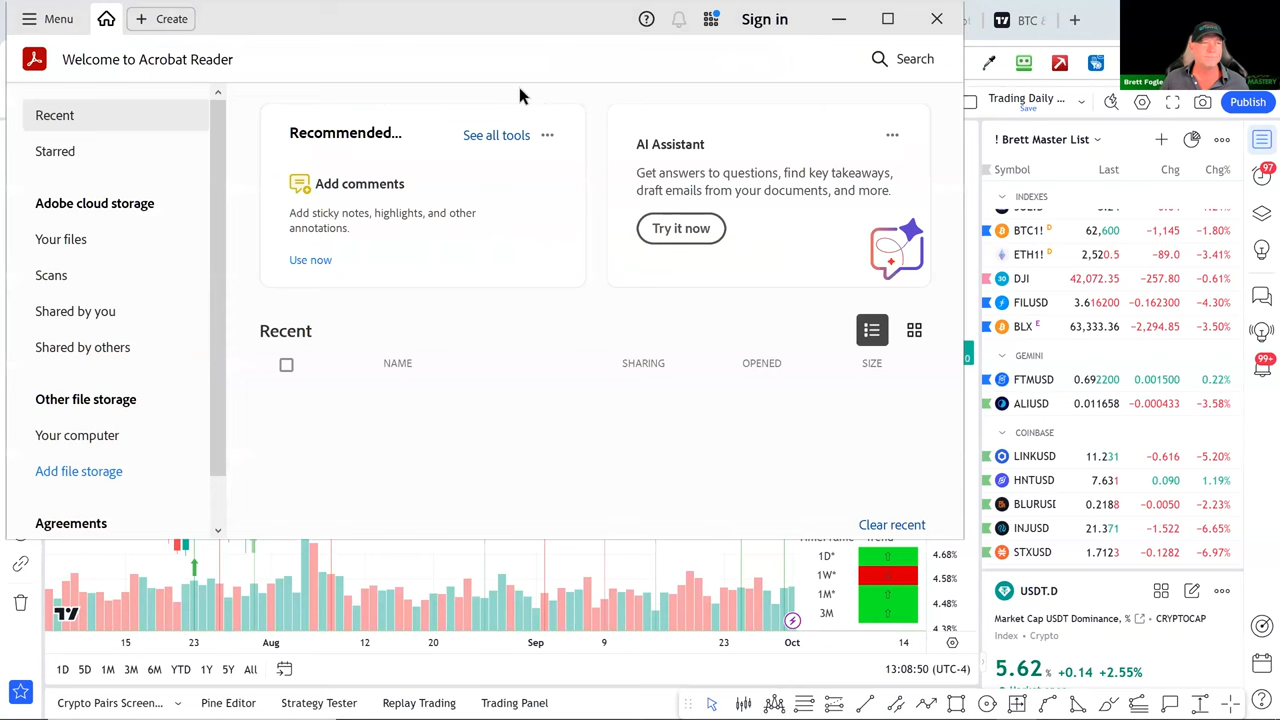 Menu
Create
Sign in
BTC
Welcome to Acrobat Reader
Search
Brett Fogle
MASTERY
Recent
Starred
Adobe cloud storage
Your files
Scans
Shared by you
Shared by others
Other file storage
Your computer
Add file storage
Agreements
Recommended...
See all tools
Add comments
Add sticky notes, highlights, and other
annotations.
Use now
AI Assistant
Get answers to questions, find key takeaways,
draft emails from your documents, and more.
Try it now
Recent
NAME SHARING OPENED SIZE
Clear recent
Trading Daily ...
Save
Publish
! Brett Master List
97
Symbol Last Chg Chg%
INDEXES
BTC1! D 62,600 −1,145 −1.80%
ETH1! D 2,520.5 −89.0 −3.41%
DJI 42,072.35 −257.80 −0.61%
FILUSD 3.616200 −0.162300 −4.30%
BLX E 63,333.36 −2,294.85 −3.50%
GEMINI
99+
FTMUSD 0.692200 0.001500 0.22%
ALIUSD 0.011658 −0.000433 −3.58%
COINBASE
LINKUSD 11.231 −0.616 −5.20%
HNTUSD 7.631 0.090 1.19%
BLURUSI 0.2188 −0.0050 −2.23%
INJUSD 21.371 −1.522 −6.65%
STXUSD 1.7123 −0.1282 −6.97%
USDT.D
Market Cap USDT Dominance, % • CRYPTOCAP
Index • Crypto
5.62 % +0.14 +2.55%
1D*
1W*
1M*
3M
4.68%
4.58%
4.48%
4.38%
15 23 Aug 12 20 Sep 9 23 Oct 14
1D 5D 1M 3M 6M YTD 1Y 5Y All
13:08:50 (UTC-4)
Crypto Pairs Screen... Pine Editor Strategy Tester Replay Trading Trading Panel